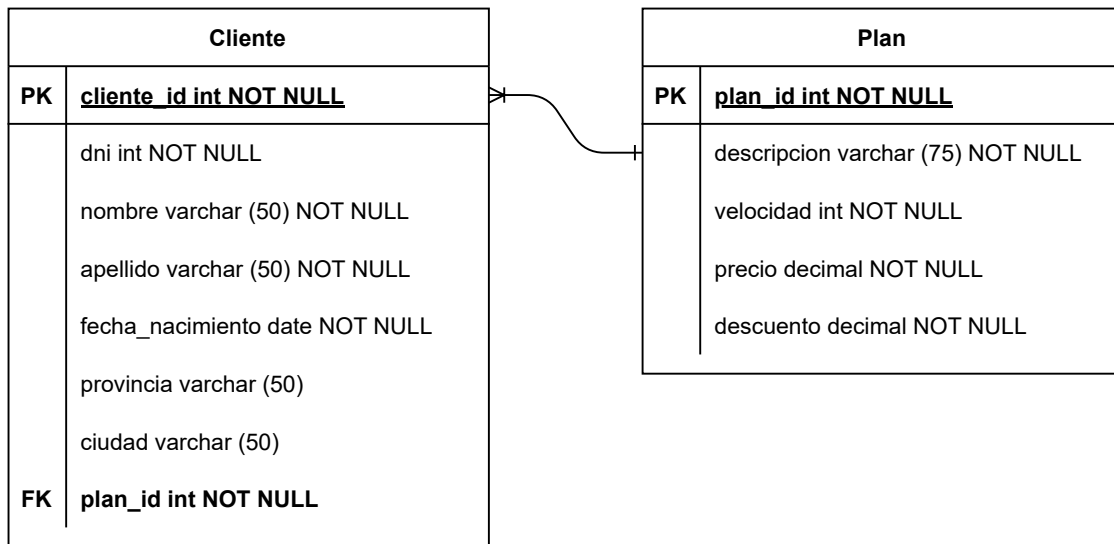 Cliente
PK cliente_id int NOT NULL
dni int NOT NULL
nombre varchar (50) NOT NULL
apellido varchar (50) NOT NULL
fecha_nacimiento date NOT NULL
provincia varchar (50)
ciudad varchar (50)
FK plan_id int NOT NULL
Plan
PK plan_id int NOT NULL
descripcion varchar (75) NOT NULL
velocidad int NOT NULL
precio decimal NOT NULL
descuento decimal NOT NULL